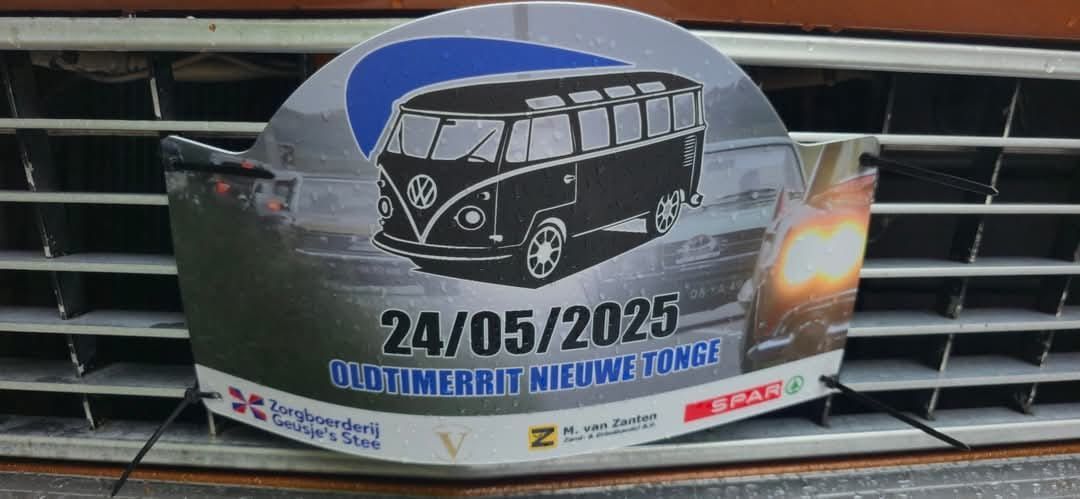 24/05/2025
OLDTIMERRIT NIEUWE TONGE
Zorgboerderij
Geusje's Stee
V
Z
M. van Zanten
SPAR